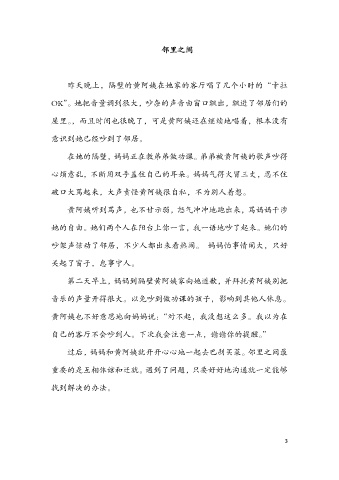 邻里之间
昨天晚上，隔壁的黄阿姨在她家的客厅唱了几个小时的“卡拉
OK”。她把音量调到很大，吵杂的声音由窗口飘出，飘进了邻居们的
屋里。，而且时间也很晚了，可是黄阿姨还在继续地唱着，根本没有
意识到她已经吵到了邻居。
在她的隔壁，妈妈正在教弟弟做功课。弟弟被黄阿姨的歌声吵得
心烦意乱，不断用双手盖住自己的耳朵。妈妈气得火冒三丈，忍不住
破口大骂起来，大声责怪黄阿姨很自私，不为别人着想。
黄阿姨听到骂声，也不甘示弱，怒气冲冲地跑出来，骂妈妈干涉
她的自由。她们两个人在阳台上你一言，我一语地吵了起来。她们的
吵架声惊动了邻居，不少人都出来看热闹。 妈妈怕事情闹大，只好
关起了窗子，息事宁人。
第二天早上，妈妈到隔壁黄阿姨家向她道歉，并拜托黄阿姨别把
音乐的声量开得很大。以免吵到做功课的孩子，影响到其他人休息。
黄阿姨也不好意思地向妈妈说：“对不起，我没想这么多。我以为在
自己的客厅不会吵到人。下次我会注意一点，谢谢你的提醒。”
过后，妈妈和黄阿姨就开开心心地一起去巴刹买菜。邻里之间最
重要的是互相体谅和迁就。遇到了问题，只要好好地沟通就一定能够
找到解决的办法。
3